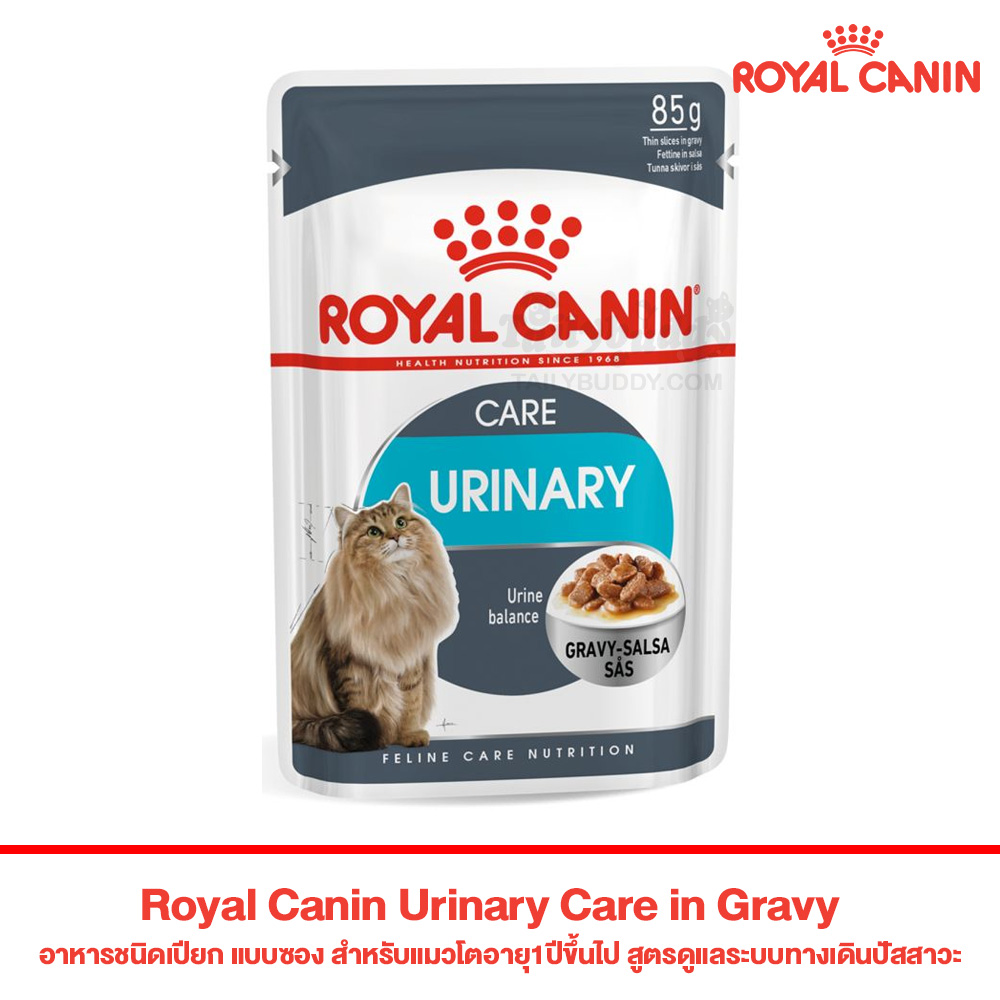 ROYAL CANIN
85g
Thin slices in gravy
Fettine in salsa
Tunna skivor i sås
ROYAL CANIN®
HEALTH NUTRITION SINCE 1968
TAILYBUDDY.COM
CARE
URINARY
Urine
balance
GRAVY-SALSA
SÅS
FELINE CARE NUTRITION
Royal Canin Urinary Care in Gravy
อาหารชนิดเปียก แบบซอง สำหรับแมวโตอายุ1ปีขึ้นไป สูตรดูแลระบบทางเดินปัสสาวะ